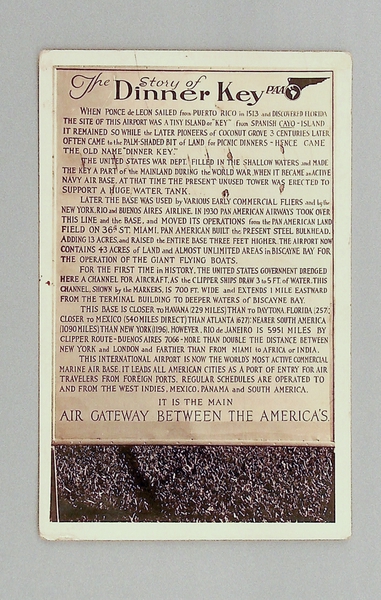 The Story of
Dinner Key PAA
WHEN PONCE de LEON SAILED from PUERTO RICO in 1513 and DISCOVERED FLORIDA
THE SITE OF THIS AIRPORT WAS A TINY ISLAND or "KEY" from SPANISH CAYO - ISLAND
IT REMAINED SO WHILE the LATER PIONEERS of COCONUT GROVE 3 CENTURIES LATER
OFTEN CAME to the PALM-SHADED BIT of LAND for PICNIC DINNERS - HENCE CAME
THE OLD NAME "DINNER KEY."
THE UNITED STATES WAR DEPT. FILLED IN THE SHALLOW WATERS and MADE
THE KEY A PART of the MAINLAND DURING the WORLD WAR, WHEN IT BECAME an ACTIVE
NAVY AIR BASE, AT THAT TIME THE PRESENT UNUSED TOWER WAS ERECTED TO
SUPPORT A HUGE WATER TANK.
LATER THE BASE WAS USED by VARIOUS EARLY COMMERCIAL FLIERS and by the
NEW YORK, RIO and BUENOS AIRES AIRLINE. IN 1930 PAN AMERICAN AIRWAYS TOOK OVER
THIS LINE and the BASE, and MOVED ITS OPERATIONS from the PAN AMERICAN LAND
FIELD ON 36th ST. MIAMI. PAN AMERICAN BUILT the PRESENT STEEL BULKHEAD,
ADDING 13 ACRES, and RAISED the ENTIRE BASE THREE FEET HIGHER. THE AIRPORT NOW
CONTAINS 43 ACRES of LAND and ALMOST UNLIMITED AREAS in BISCAYNE BAY FOR
THE OPERATION OF THE GIANT FLYING BOATS.
FOR THE FIRST TIME in HISTORY, THE UNITED STATES GOVERNMENT DREDGED
HERE A CHANNEL FOR AIRCRAFT, AS the CLIPPER SHIPS DRAW 3 to 5 FT. of WATER. THIS
CHANNEL, SHOWN by the MARKERS, IS 700 FT. WIDE and EXTENDS 1 MILE EASTWARD
FROM THE TERMINAL BUILDING TO DEEPER WATERS of BISCAYNE BAY.
THIS BASE IS CLOSER to HAVANA (229 MILES) THAN to DAYTONA, FLORIDA (257);
CLOSER to MEXICO (540 MILES DIRECT) THAN ATLANTA (627); NEARER SOUTH AMERICA
(1090 MILES) THAN NEW YORK (1196). HOWEVER, RIO de JANEIRO IS 5951 MILES BY
CLIPPER ROUTE - BUENOS AIRES 7066 - MORE THAN DOUBLE THE DISTANCE BETWEEN
NEW YORK and LONDON and FARTHER THAN FROM MIAMI to AFRICA or INDIA.
THIS INTERNATIONAL AIRPORT IS NOW THE WORLD'S MOST ACTIVE COMMERCIAL
MARINE AIR BASE. IT LEADS ALL AMERICAN CITIES AS A PORT OF ENTRY FOR AIR
TRAVELERS FROM FOREIGN PORTS. REGULAR SCHEDULES ARE OPERATED TO
AND FROM THE WEST INDIES, MEXICO, PANAMA and SOUTH AMERICA.
IT IS THE MAIN
AIR GATEWAY BETWEEN THE AMERICA'S.